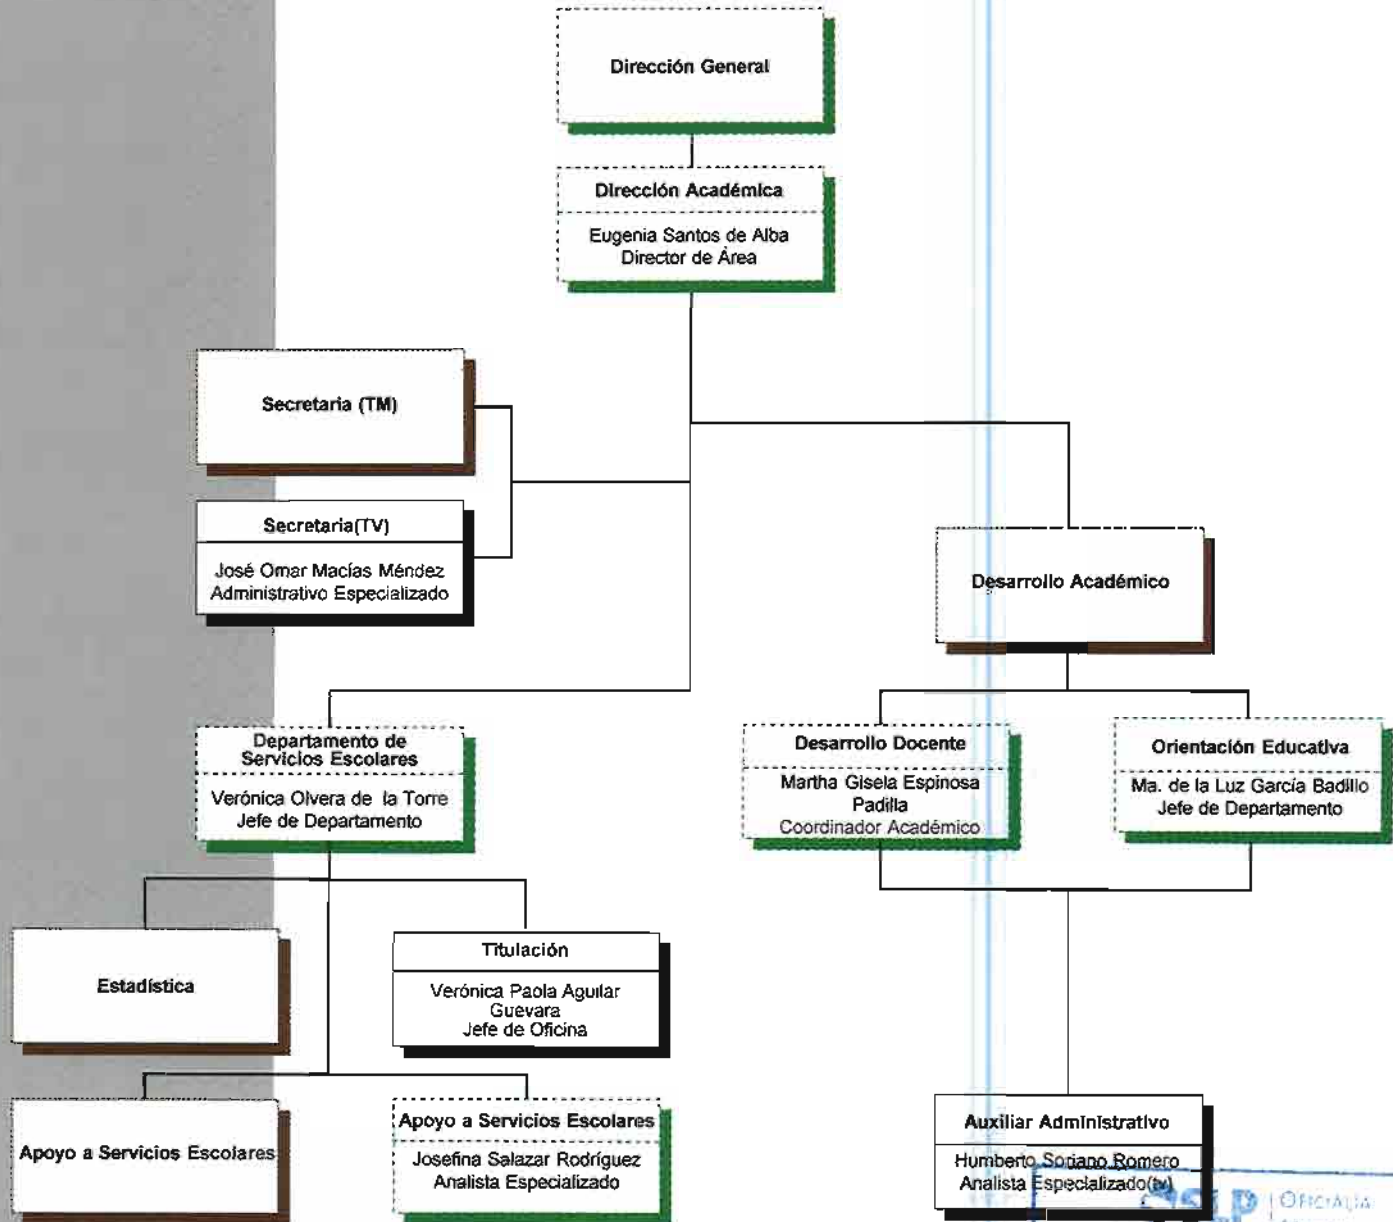 Dirección General
Dirección Académica
Eugenia Santos de Alba
Director de Área
Secretaria (TM)
Secretaria(TV)
José Omar Macías Méndez
Administrativo Especializado
Desarrollo Académico
Departamento de
Servicios Escolares
Verónica Olvera de la Torre
Jefe de Departamento
Desarrollo Docente
Martha Gisela Espinosa
Padilla
Coordinador Académico
Orientación Educativa
Ma. de la Luz García Badillo
Jefe de Departamento
Estadística
Titulación
Verónica Paola Aguilar
Guevara
Jefe de Oficina
Apoyo a Servicios Escolares
Apoyo a Servicios Escolares
Josefina Salazar Rodríguez
Analista Especializado
Auxiliar Administrativo
Humberto Soriano Romero
Analista Especializado(tv)
SLP
OFICIALIA